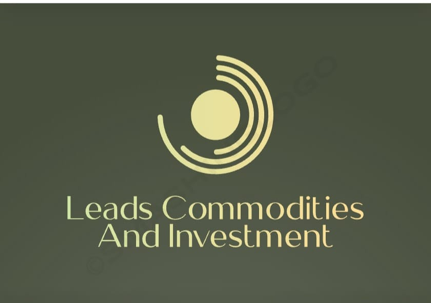 Leads Commodities
And Investment